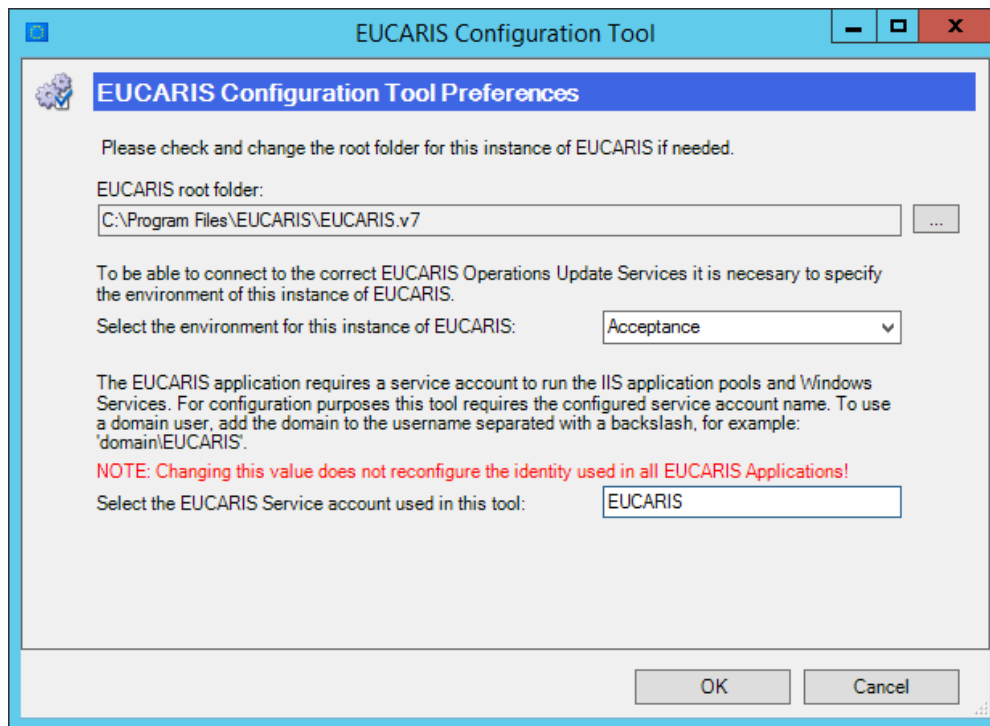 EUCARIS Configuration Tool
EUCARIS Configuration Tool Preferences
Please check and change the root folder for this instance of EUCARIS if needed.
EUCARIS root folder:
C:\Program Files\EUCARIS\EUCARIS.v7
...
To be able to connect to the correct EUCARIS Operations Update Services it is necesary to specify
the environment of this instance of EUCARIS.
Select the environment for this instance of EUCARIS:
Acceptance
The EUCARIS application requires a service account to run the IIS application pools and Windows
Services. For configuration purposes this tool requires the configured service account name. To use
a domain user, add the domain to the username separated with a backslash, for example:
'domain\EUCARIS'.
NOTE: Changing this value does not reconfigure the identity used in all EUCARIS Applications!
Select the EUCARIS Service account used in this tool:
EUCARIS
OK
Cancel